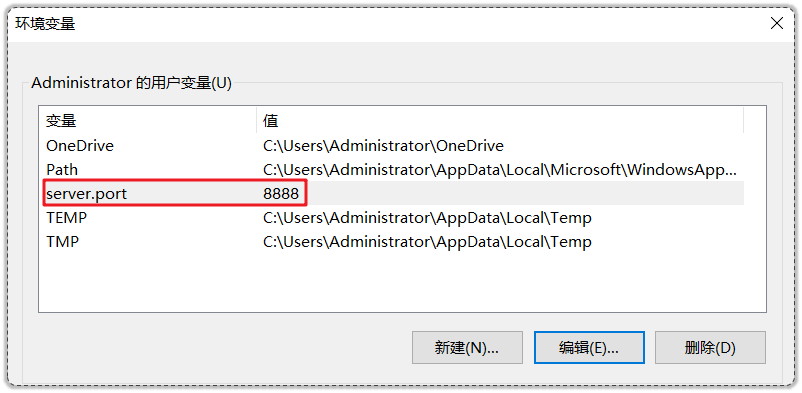 环境变量
Administrator 的用户变量(U)
变量 值
OneDrive C:\Users\Administrator\OneDrive
Path C:\Users\Administrator\AppData\Local\Microsoft\WindowsApp...
server.port 8888
TEMP C:\Users\Administrator\AppData\Local\Temp
TMP C:\Users\Administrator\AppData\Local\Temp
新建(N)... 编辑(E)... 删除(D)